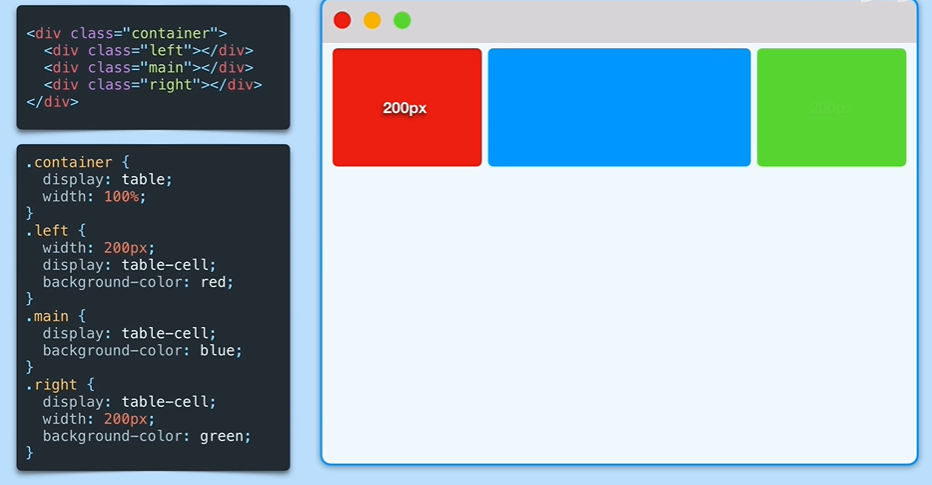 <div class="container">
  <div class="left"></div>
  <div class="main"></div>
  <div class="right"></div>
</div>
.container {
  display: table;
  width: 100%;
}
.left {
  width: 200px;
  display: table-cell;
  background-color: red;
}
.main {
  display: table-cell;
  background-color: blue;
}
.right {
  display: table-cell;
  width: 200px;
  background-color: green;
}
200px
200px